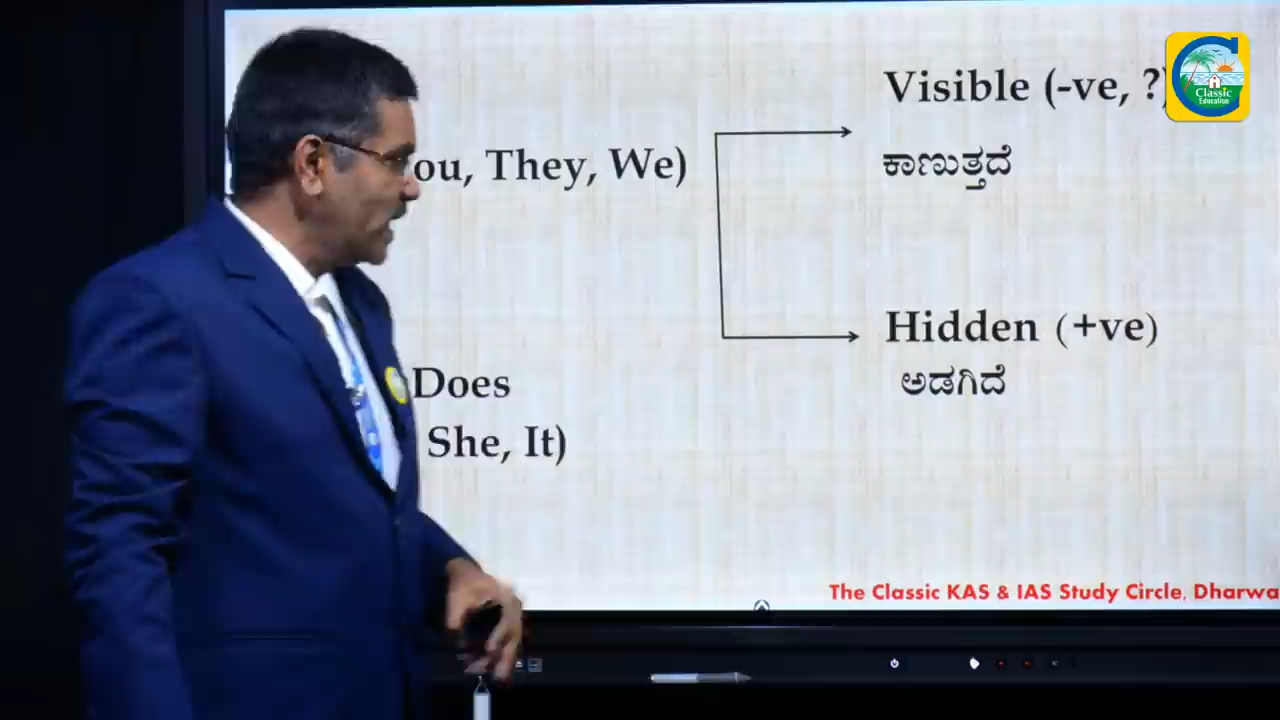 Visible (-ve, ?)
Classic
Education
ou, They, We)
ಕಾಣುತ್ತದೆ
Hidden (+ve)
ಅಡಗಿದೆ
Does
She, It)
The Classic KAS & IAS Study Circle, Dharwa